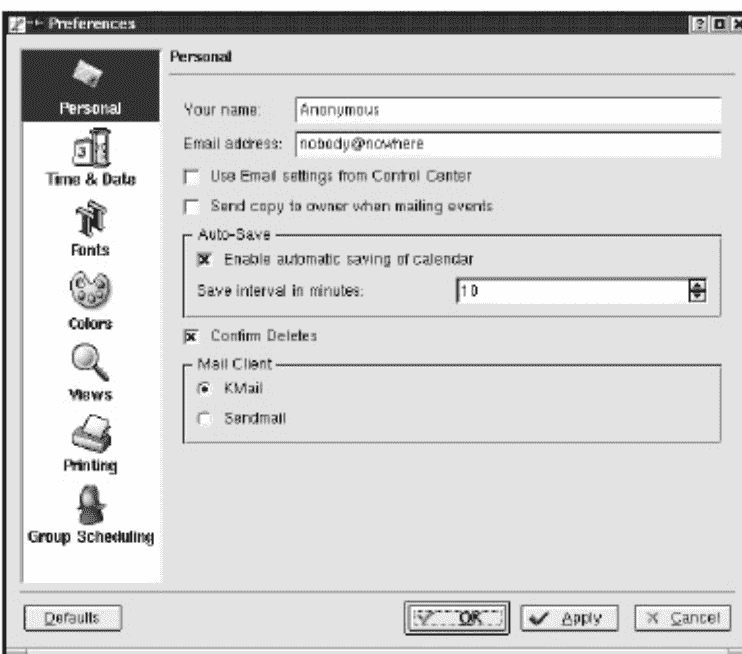 Preferences
Personal
Time & Date
Fonts
Colors
Views
Printing
Group Scheduling
Personal
Your name: Anonymous
Email address: nobody@nowhere
Use Email settings from Control Center
Send copy to owner when mailing events
Auto-Save
Enable automatic saving of calendar
Save interval in minutes: 10
Confirm Deletes
Mail Client
KMail
Sendmail
Defaults OK Apply Cancel